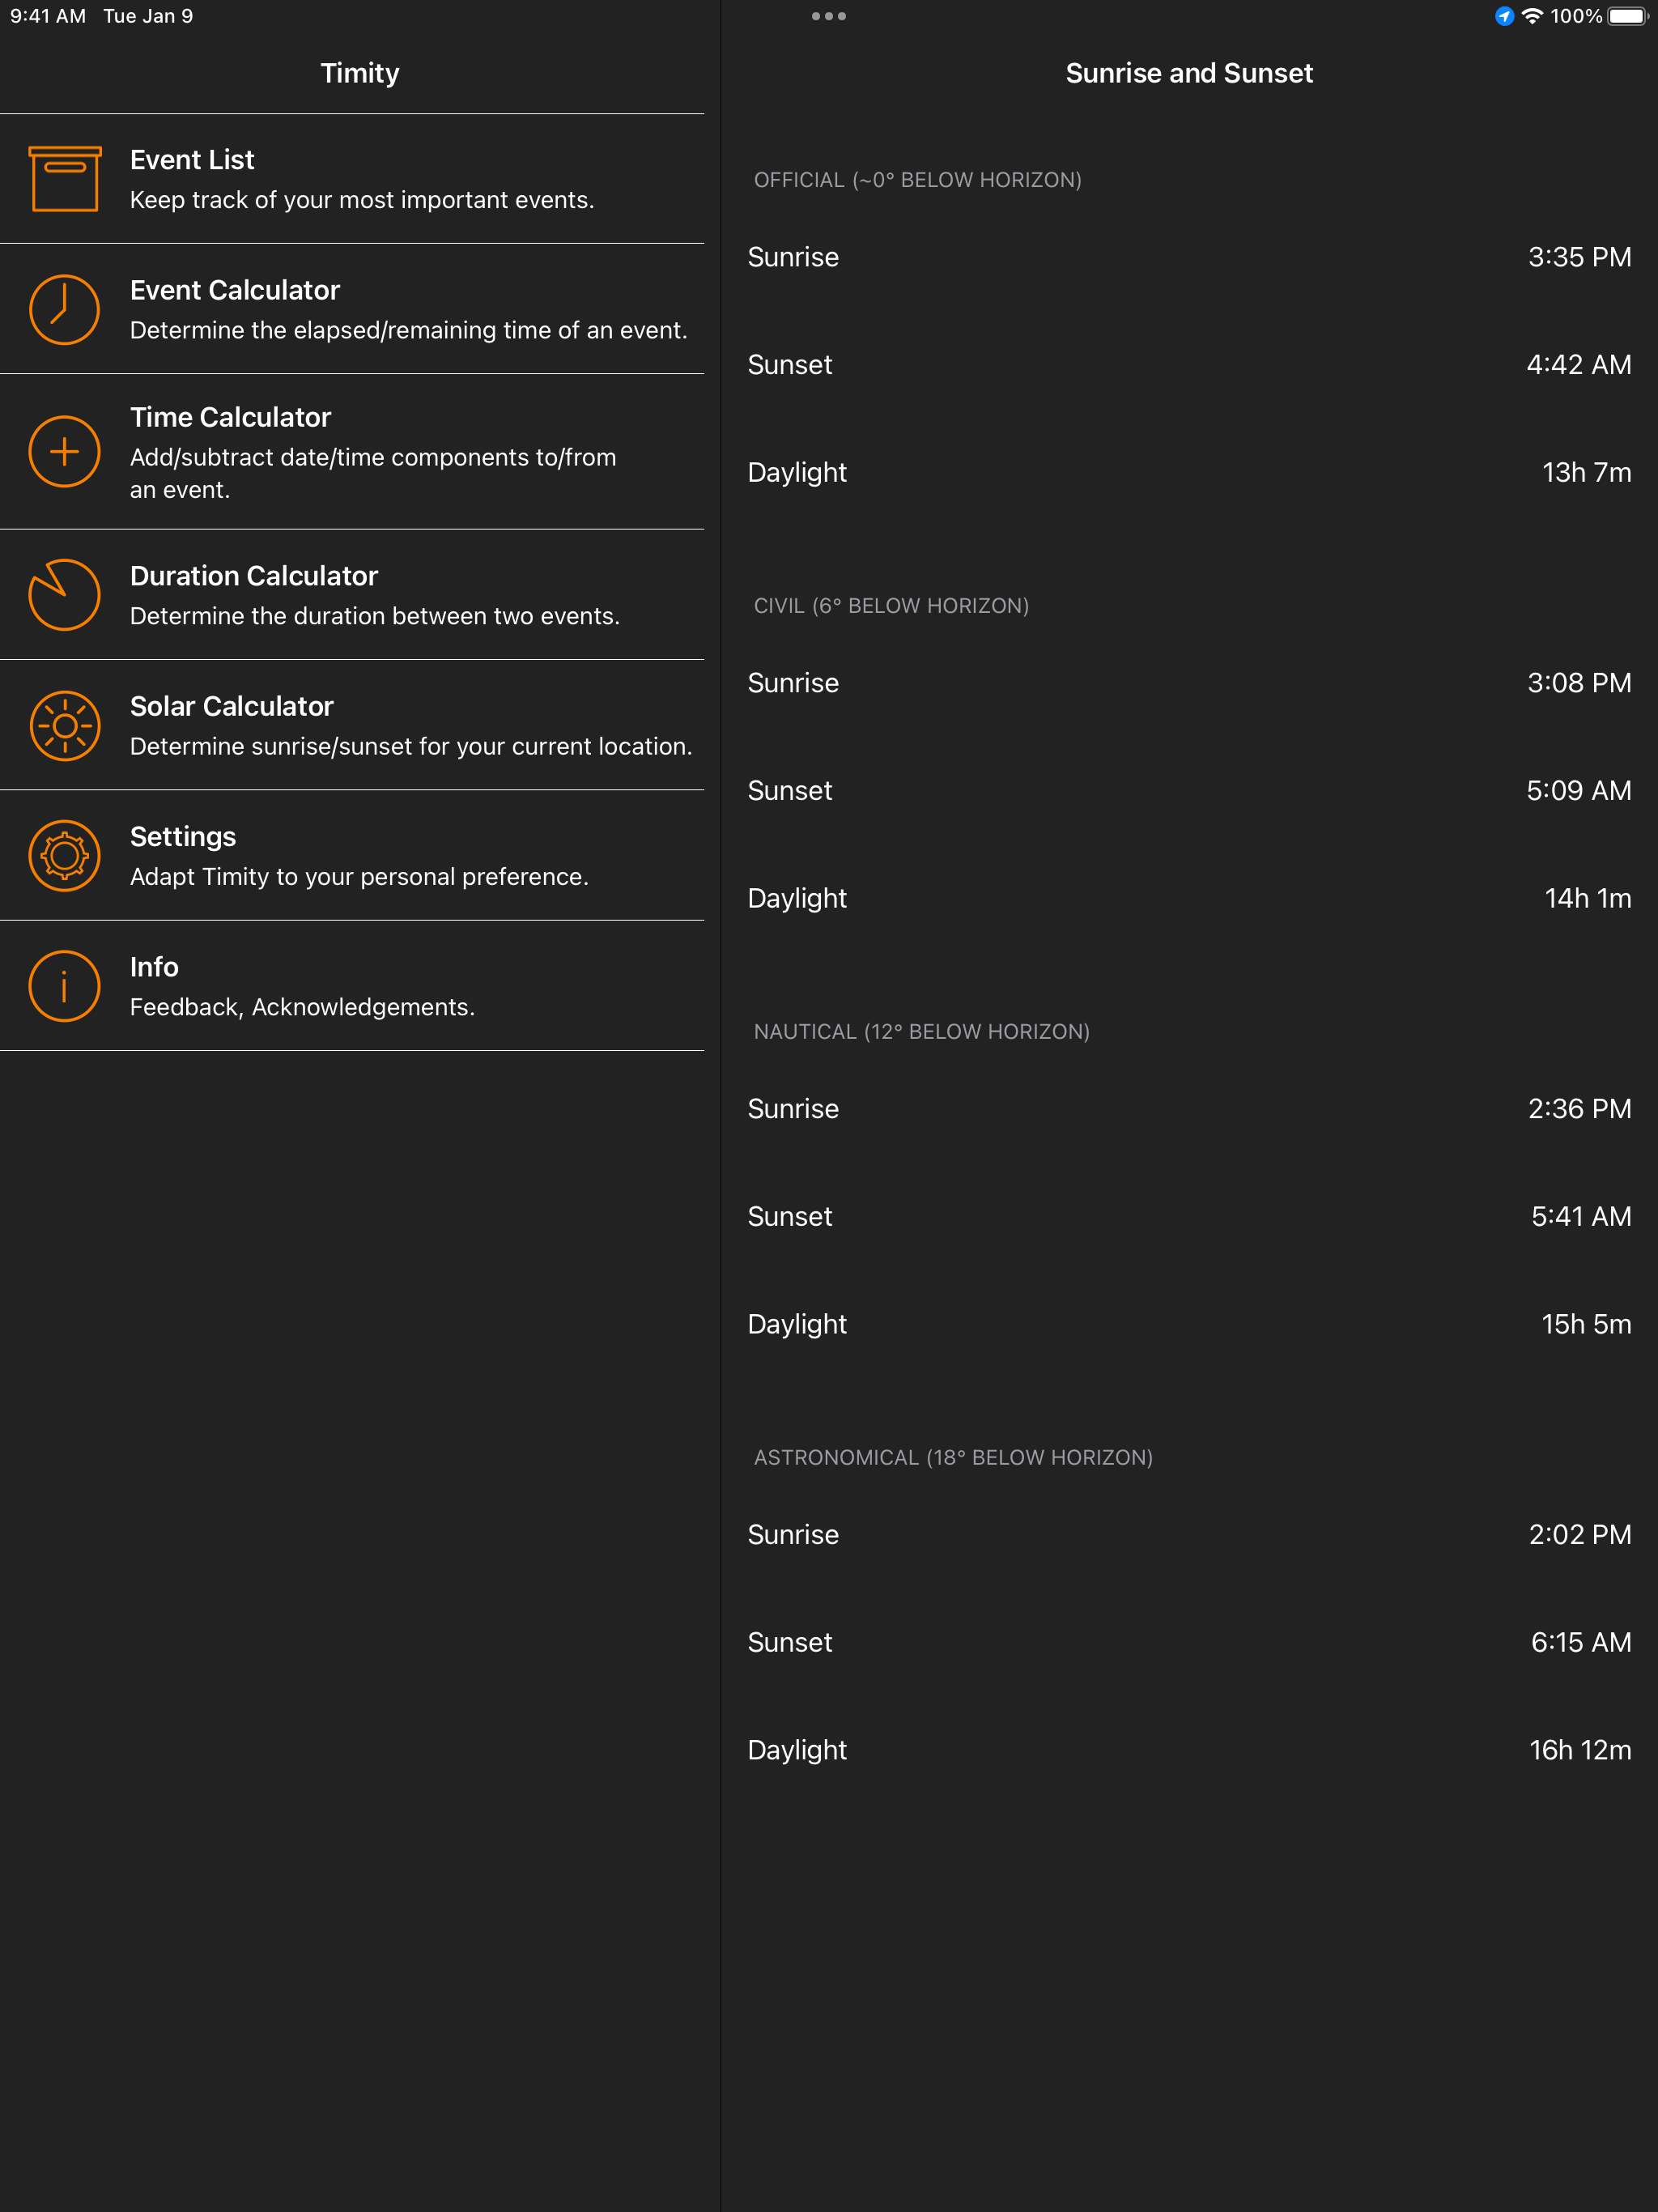 9:41 AM Tue Jan 9
100%
Timity
Event List
Keep track of your most important events.
Event Calculator
Determine the elapsed/remaining time of an event.
Time Calculator
Add/subtract date/time components to/from
an event.
Duration Calculator
Determine the duration between two events.
Solar Calculator
Determine sunrise/sunset for your current location.
Settings
Adapt Timity to your personal preference.
Info
Feedback, Acknowledgements.
Sunrise and Sunset
OFFICIAL (~0° BELOW HORIZON)
Sunrise 3:35 PM
Sunset 4:42 AM
Daylight 13h 7m
CIVIL (6° BELOW HORIZON)
Sunrise 3:08 PM
Sunset 5:09 AM
Daylight 14h 1m
NAUTICAL (12° BELOW HORIZON)
Sunrise 2:36 PM
Sunset 5:41 AM
Daylight 15h 5m
ASTRONOMICAL (18° BELOW HORIZON)
Sunrise 2:02 PM
Sunset 6:15 AM
Daylight 16h 12m